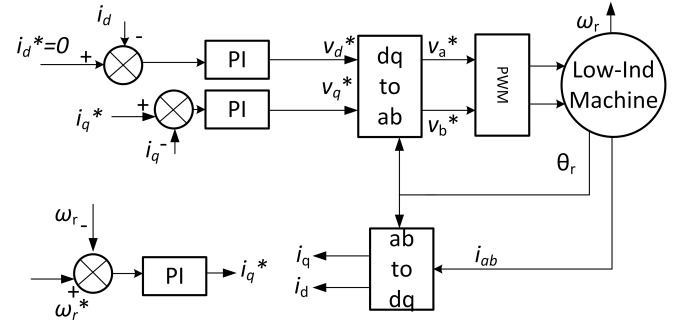 i_d
-
ω_r
i_d*=0
+
PI
v_d*
dq
to
ab
v_a*
PWM
Low-Ind
Machine
+
PI
v_q*
i_q*
v_b*
i_q
-
θ_r
ω_r
-
ab
to
dq
i_q
i_ab
PI
i_q*
i_d
+
ω_r*